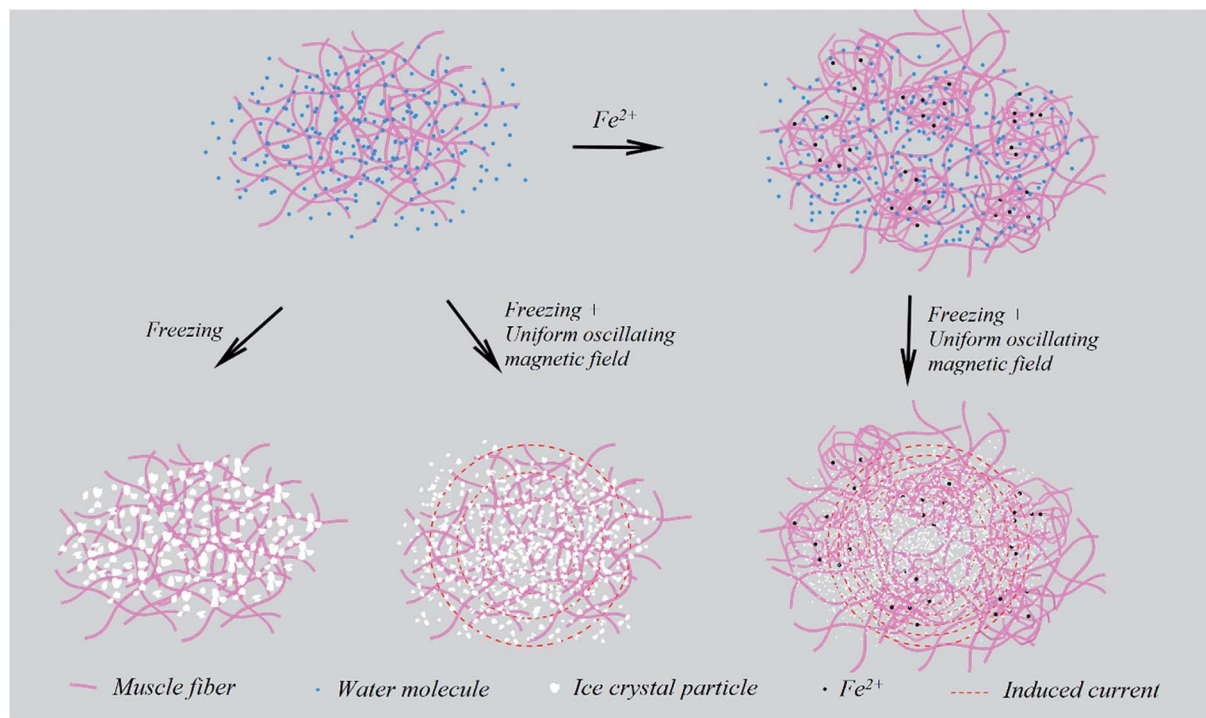 Fe²⁺
Freezing
Freezing +
Uniform oscillating
magnetic field
Freezing +
Uniform oscillating
magnetic field
Muscle fiber
Water molecule
Ice crystal particle
Fe²⁺
Induced current